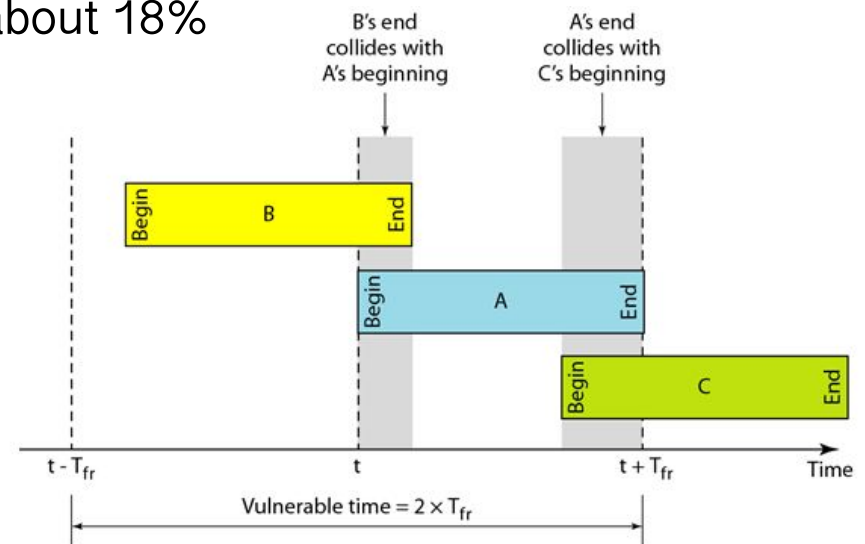 about 18%
B's end
collides with
A's beginning
A's end
collides with
C's beginning
Begin
B
End
Begin
A
End
Begin
C
End
t - Tfr
t
t + Tfr
Time
Vulnerable time = 2 × Tfr